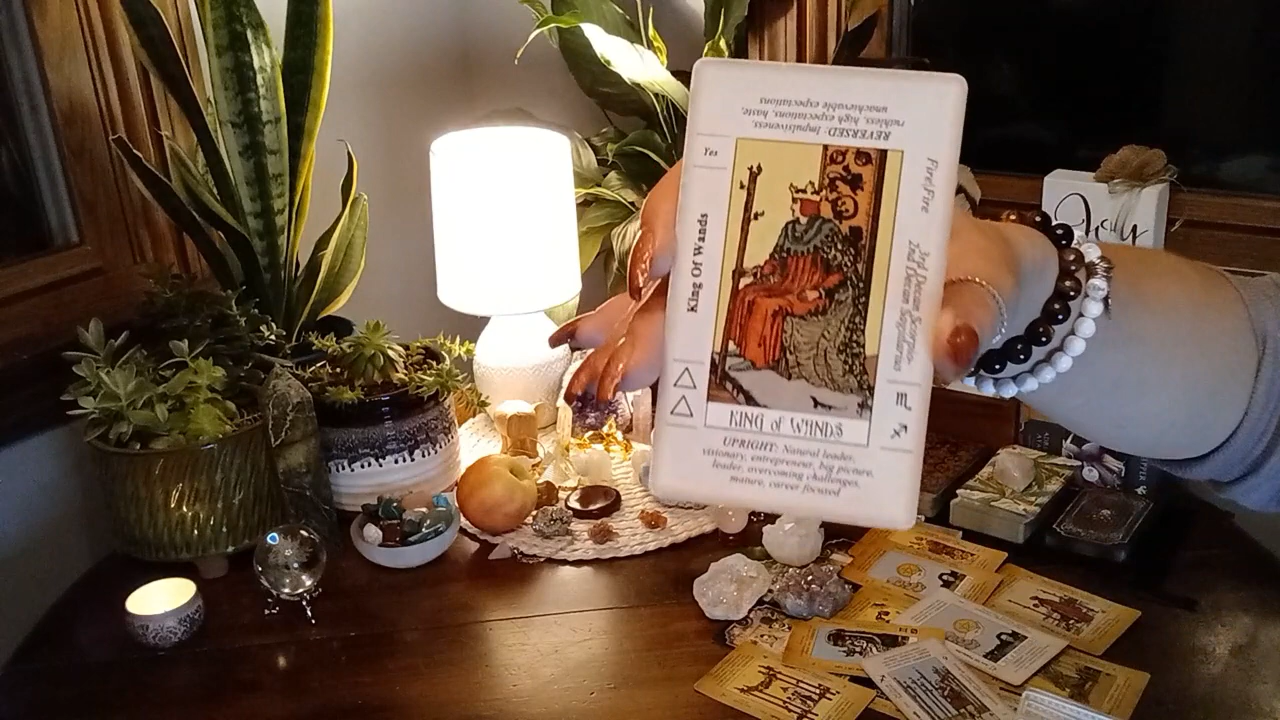 REVERSED: Impulsiveness,
ruthless, high expectations, haste,
unachievable expectations
Yes
King Of Wands
Fire/Fire
3rd Decan Scorpio-
2nd Decan Sagittarius
KING of WANDS
UPRIGHT: Natural leader,
visionary, entrepreneur, big picture,
leader, overcoming challenges,
mature, career focused